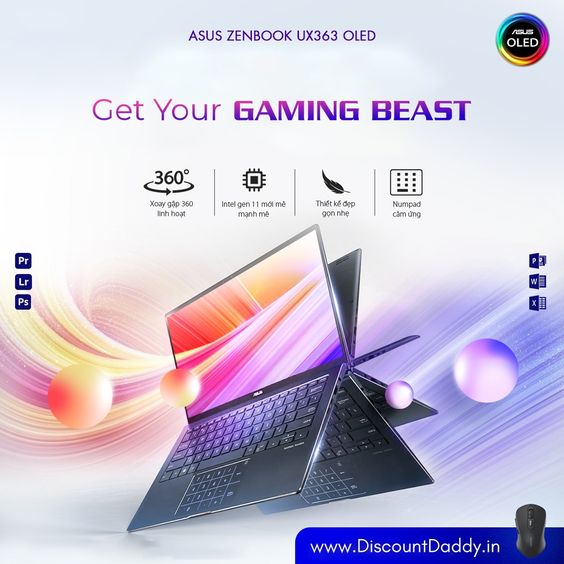 ASUS ZENBOOK UX363 OLED
ASUS
OLED
Get Your GAMING BEAST
360°
Xoay gập 360
linh hoạt
Intel gen 11 mới mẻ
mạnh mẽ
Thiết kế đẹp
gọn nhẹ
Numpad
cảm ứng
Pr
Lr
Ps
P
W
X
ASUS
www.DiscountDaddy.in